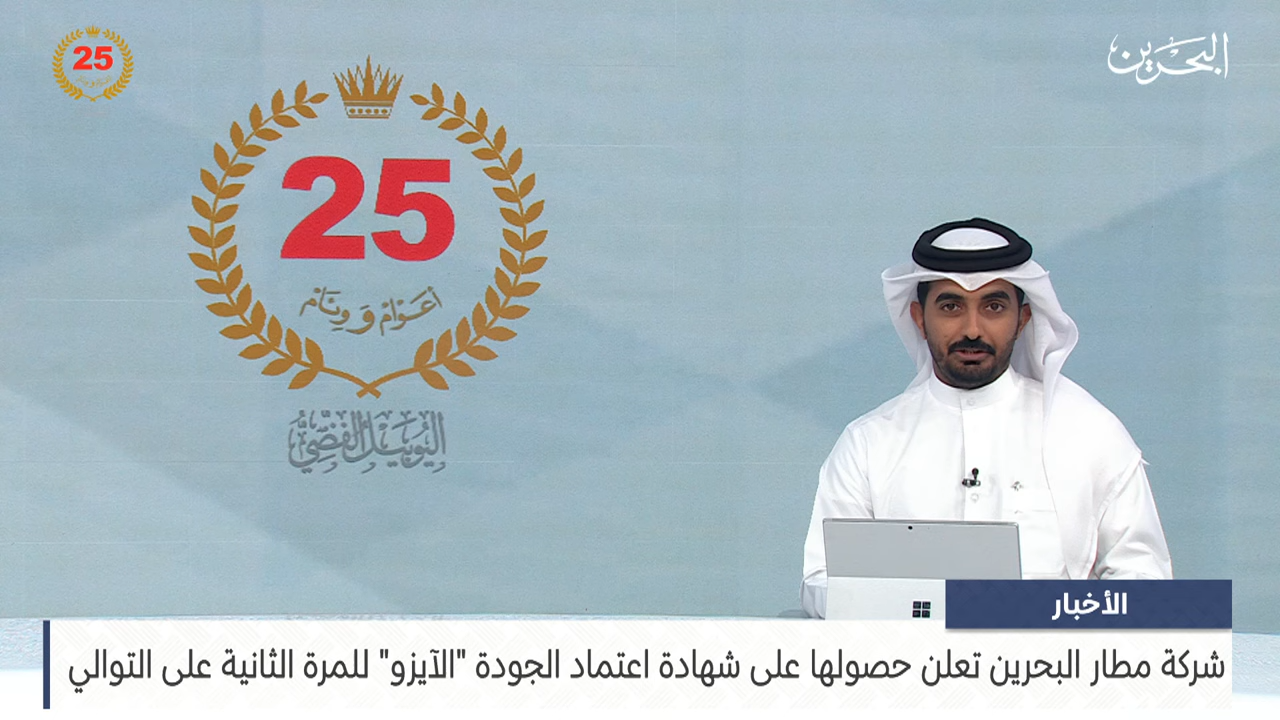 25
البحرين
25
أعوام و وئام
اليوبيل الفضي
الأخبار
شركة مطار البحرين تعلن حصولها على شهادة اعتماد الجودة "الآيزو" للمرة الثانية على التوالي